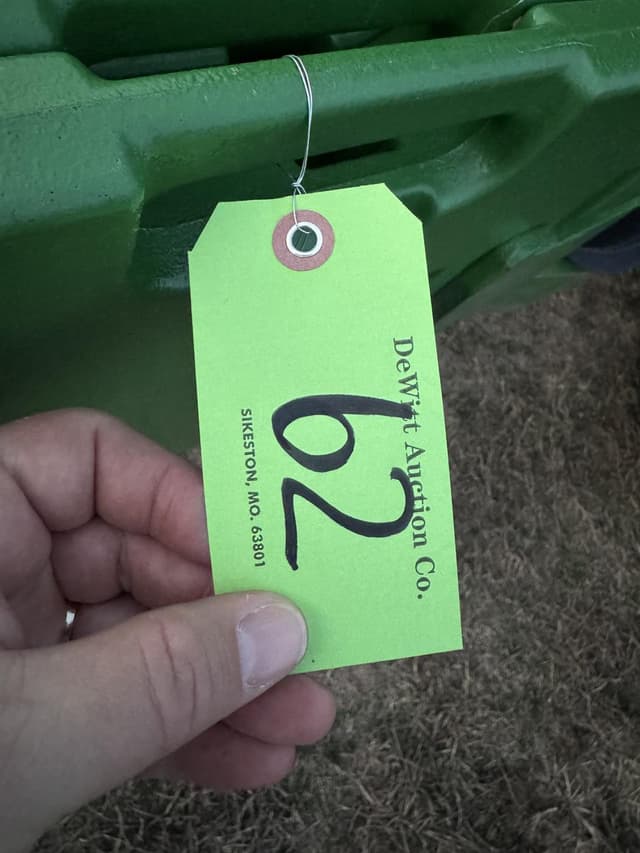 DeWitt Auction Co.
62
SIKESTON, MO. 63801